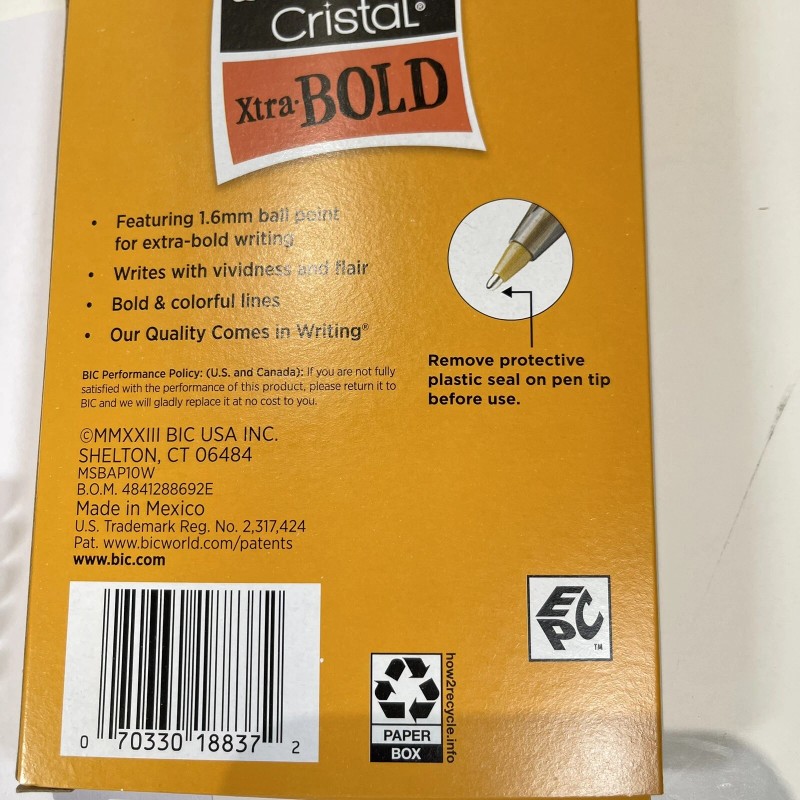 Cristal®
Xtra-BOLD
• Featuring 1.6mm ball point
for extra-bold writing
• Writes with vividness and flair
• Bold & colorful lines
• Our Quality Comes in Writing®
Remove protective
plastic seal on pen tip
before use.
BIC Performance Policy: (U.S. and Canada): If you are not fully
satisfied with the performance of this product, please return it to
BIC and we will gladly replace it at no cost to you.
©MMXXIII BIC USA INC.
SHELTON, CT 06484
MSBAP10W
B.O.M. 4841288692E
Made in Mexico
U.S. Trademark Reg. No. 2,317,424
Pat. www.bicworld.com/patents
www.bic.com
EPC™
how2recycle.info
PAPER
BOX
0 70330 18837 2